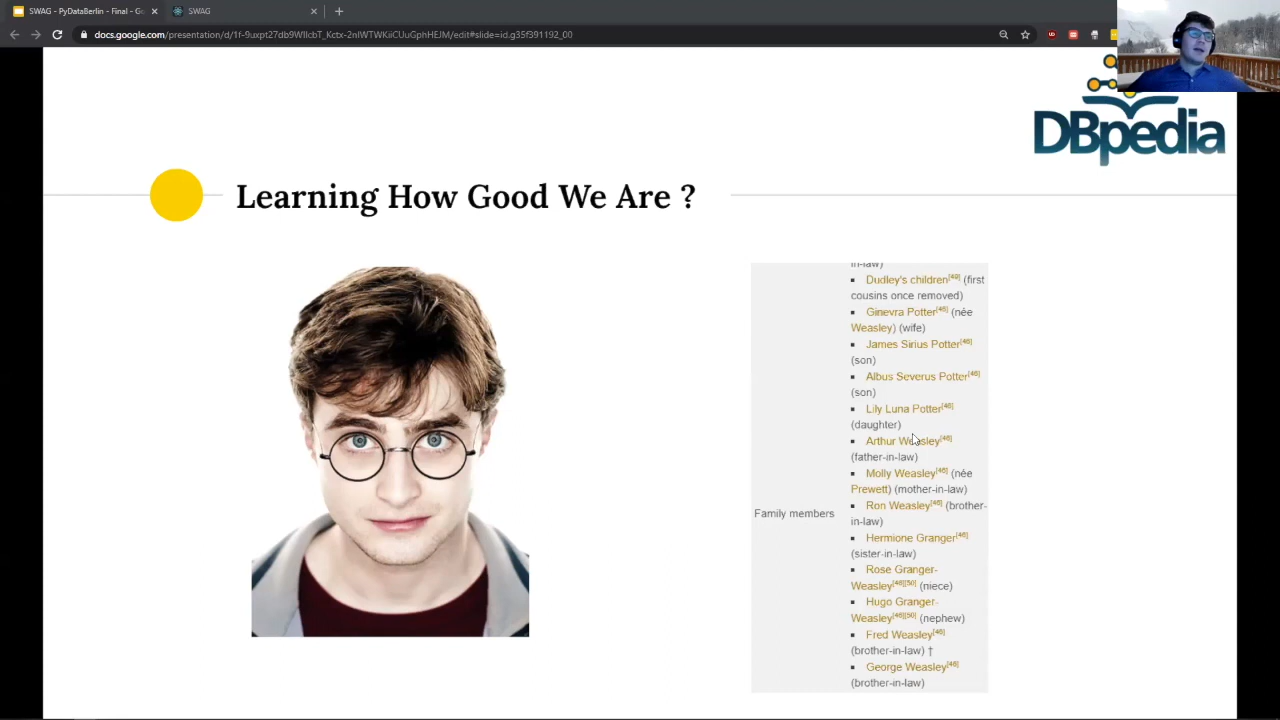 SWAG - PyDataBerlin - Final - Go
SWAG
docs.google.com/presentation/d/1f-9uxpt27db9WIlcbT_Kctx-2nIWTWKiiCUuGphHEJM/edit#slide=id.g35f391192_00
DBpedia
Learning How Good We Are ?
in-law)
Dudley's children[49] (first
cousins once removed)
Ginevra Potter[46] (née
Weasley) (wife)
James Sirius Potter[46]
(son)
Albus Severus Potter[46]
(son)
Lily Luna Potter[46]
(daughter)
Arthur Weasley[46]
(father-in-law)
Molly Weasley[46] (née
Prewett) (mother-in-law)
Family members
Ron Weasley[46] (brother-
in-law)
Hermione Granger[46]
(sister-in-law)
Rose Granger-
Weasley[46][50] (niece)
Hugo Granger-
Weasley[46][50] (nephew)
Fred Weasley[46]
(brother-in-law) †
George Weasley[46]
(brother-in-law)